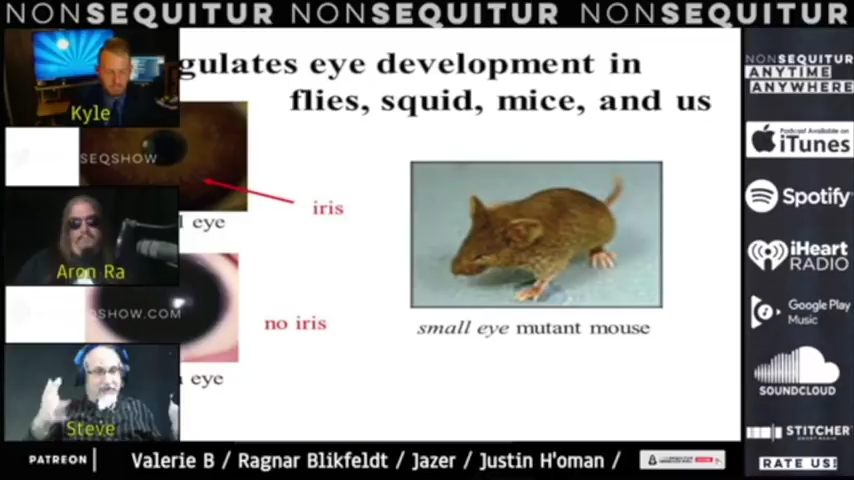 NONSEQUITUR NONSEQUITUR NONSEQUITUR
gulates eye development in
flies, squid, mice, and us
Kyle
SEQSHOW
iris
l eye
Aron Ra
QSHOW.COM
no iris
small eye mutant mouse
eye
Steve
NONSEQUITUR
ANYTIME
ANYWHERE
Podcast Available on
iTunes
Spotify
iHeart
RADIO
Google Play
Music
SOUNDCLOUD
STITCHER
RATE US!
PATREON
Valerie B / Ragnar Blikfeldt / Jazer / Justin H'oman /